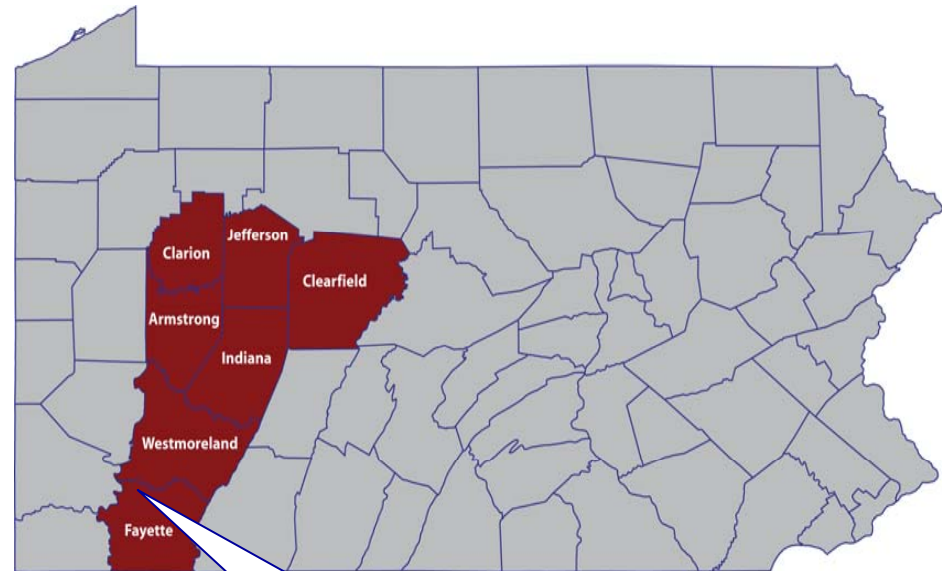 Jefferson
Clarion
Clearfield
Armstrong
Indiana
Westmoreland
Fayette